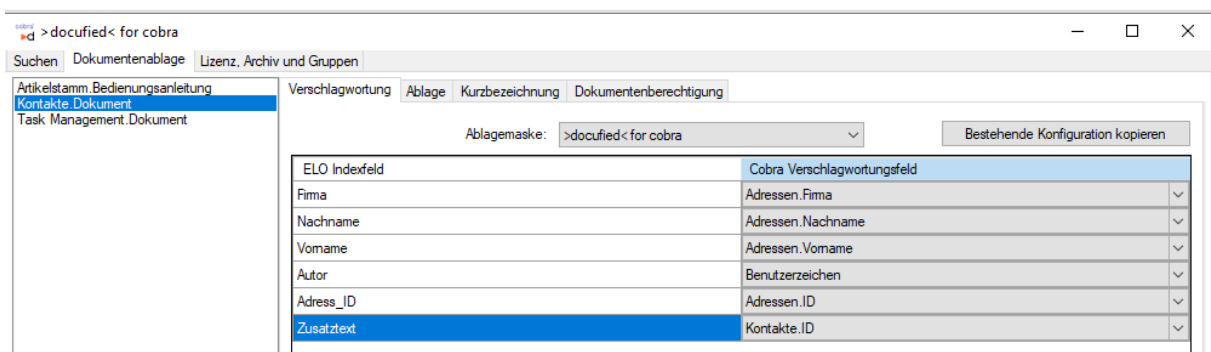 cobra
>docufied< for cobra
Suchen Dokumentenablage Lizenz, Archiv und Gruppen
Artikelstamm.Bedienungsanleitung
Kontakte.Dokument
Task Management.Dokument
Verschlagwortung Ablage Kurzbezeichnung Dokumentenberechtigung
Ablagemaske: >docufied< for cobra Bestehende Konfiguration kopieren
ELO Indexfeld Cobra Verschlagwortungsfeld
Firma Adressen.Firma
Nachname Adressen.Nachname
Vorname Adressen.Vorname
Autor Benutzerzeichen
Adress_ID Adressen.ID
Zusatztext Kontakte.ID